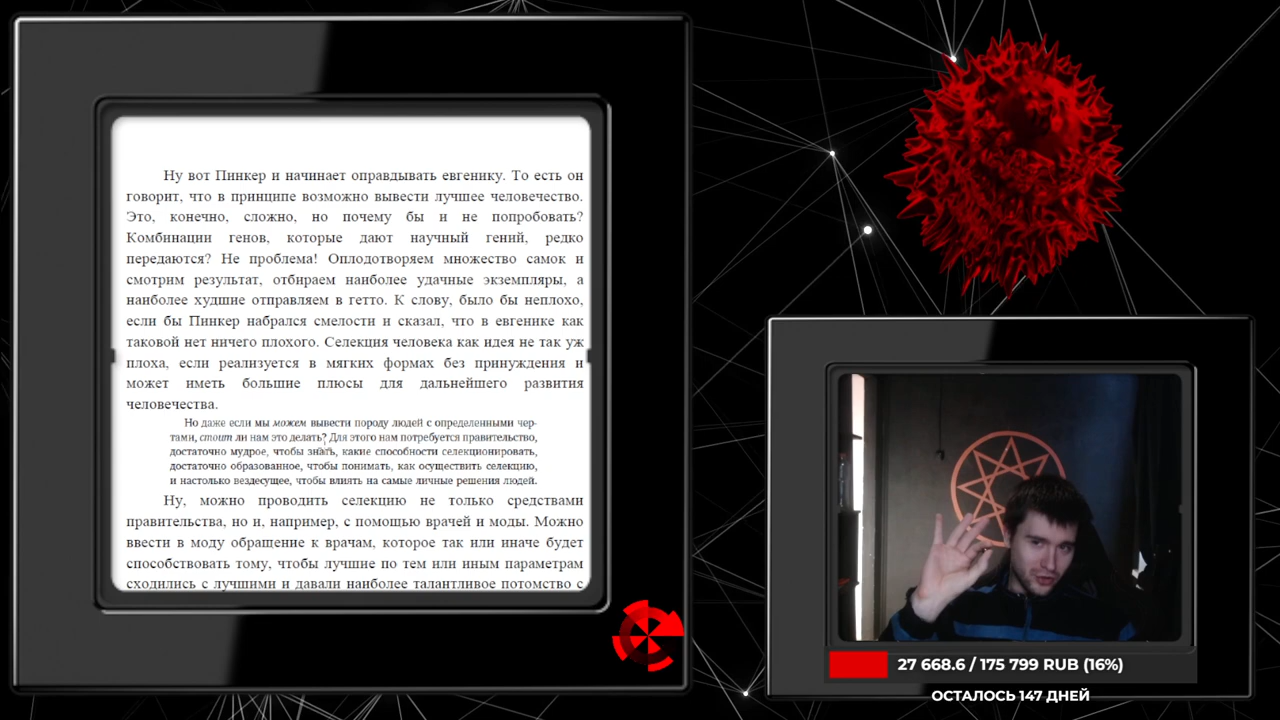 Ну вот Пинкер и начинает оправдывать евгенику. То есть он
говорит, что в принципе возможно вывести лучшее человечество.
Это, конечно, сложно, но почему бы и не попробовать?
Комбинации генов, которые дают научный гений, редко
передаются? Не проблема! Оплодотворяем множество самок и
смотрим результат, отбираем наиболее удачные экземпляры, а
наиболее худшие отправляем в гетто. К слову, было бы неплохо,
если бы Пинкер набрался смелости и сказал, что в евгенике как
таковой нет ничего плохого. Селекция человека как идея не так уж
плоха, если реализуется в мягких формах без принуждения и
может иметь большие плюсы для дальнейшего развития
человечества.
Но даже если мы можем вывести породу людей с определенными чер-
тами, стоит ли нам это делать? Для этого нам потребуется правительство,
достаточно мудрое, чтобы знать, какие способности селекционировать,
достаточно образованное, чтобы понимать, как осуществить селекцию,
и настолько вездесущее, чтобы влиять на самые личные решения людей.
Ну, можно проводить селекцию не только средствами
правительства, но и, например, с помощью врачей и моды. Можно
ввести в моду обращение к врачам, которое так или иначе будет
способствовать тому, чтобы лучшие по тем или иным параметрам
сходились с лучшими и давали наиболее талантливое потомство с
27 668.6 / 175 799 RUB (16%)
ОСТАЛОСЬ 147 ДНЕЙ